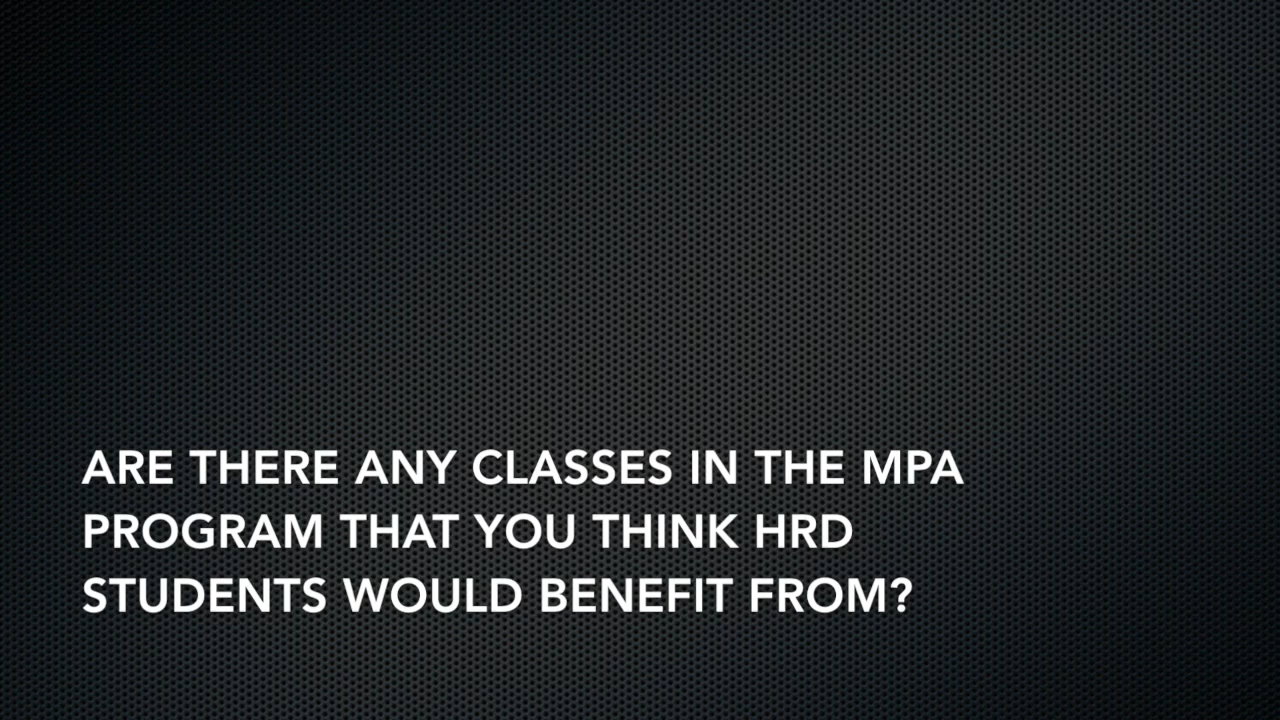 ARE THERE ANY CLASSES IN THE MPA
PROGRAM THAT YOU THINK HRD
STUDENTS WOULD BENEFIT FROM?